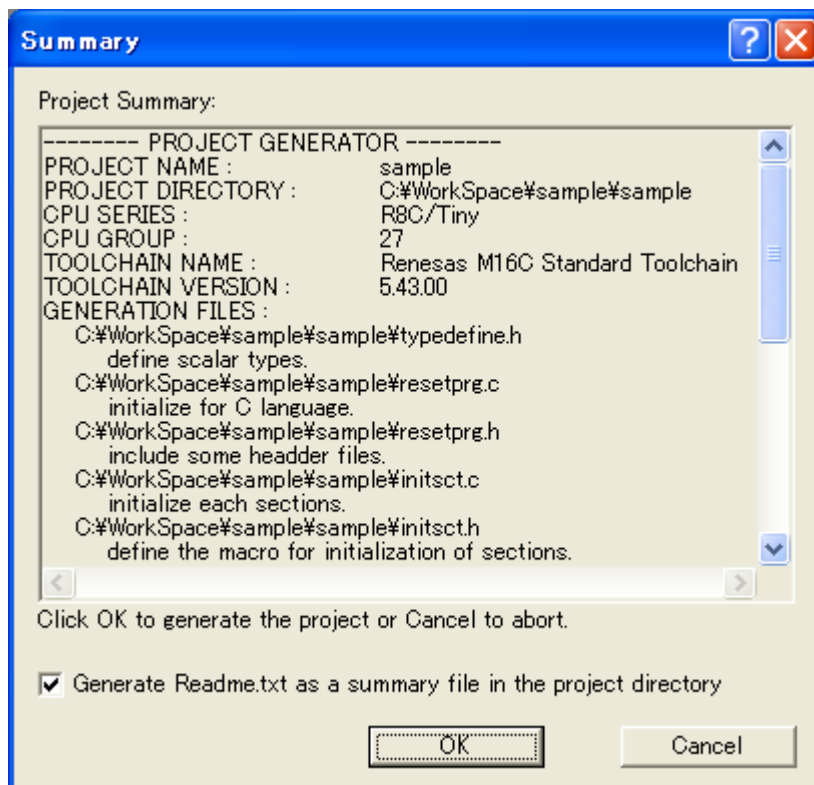 Summary
Project Summary:
-------- PROJECT GENERATOR --------
PROJECT NAME : sample
PROJECT DIRECTORY : C:¥WorkSpace¥sample¥sample
CPU SERIES : R8C/Tiny
CPU GROUP : 27
TOOLCHAIN NAME : Renesas M16C Standard Toolchain
TOOLCHAIN VERSION : 5.43.00
GENERATION FILES :
C:¥WorkSpace¥sample¥sample¥typedefine.h
define scalar types.
C:¥WorkSpace¥sample¥sample¥resetprg.c
initialize for C language.
C:¥WorkSpace¥sample¥sample¥resetprg.h
include some headder files.
C:¥WorkSpace¥sample¥sample¥initsct.c
initialize each sections.
C:¥WorkSpace¥sample¥sample¥initsct.h
define the macro for initialization of sections.
Click OK to generate the project or Cancel to abort.
Generate Readme.txt as a summary file in the project directory
OK
Cancel